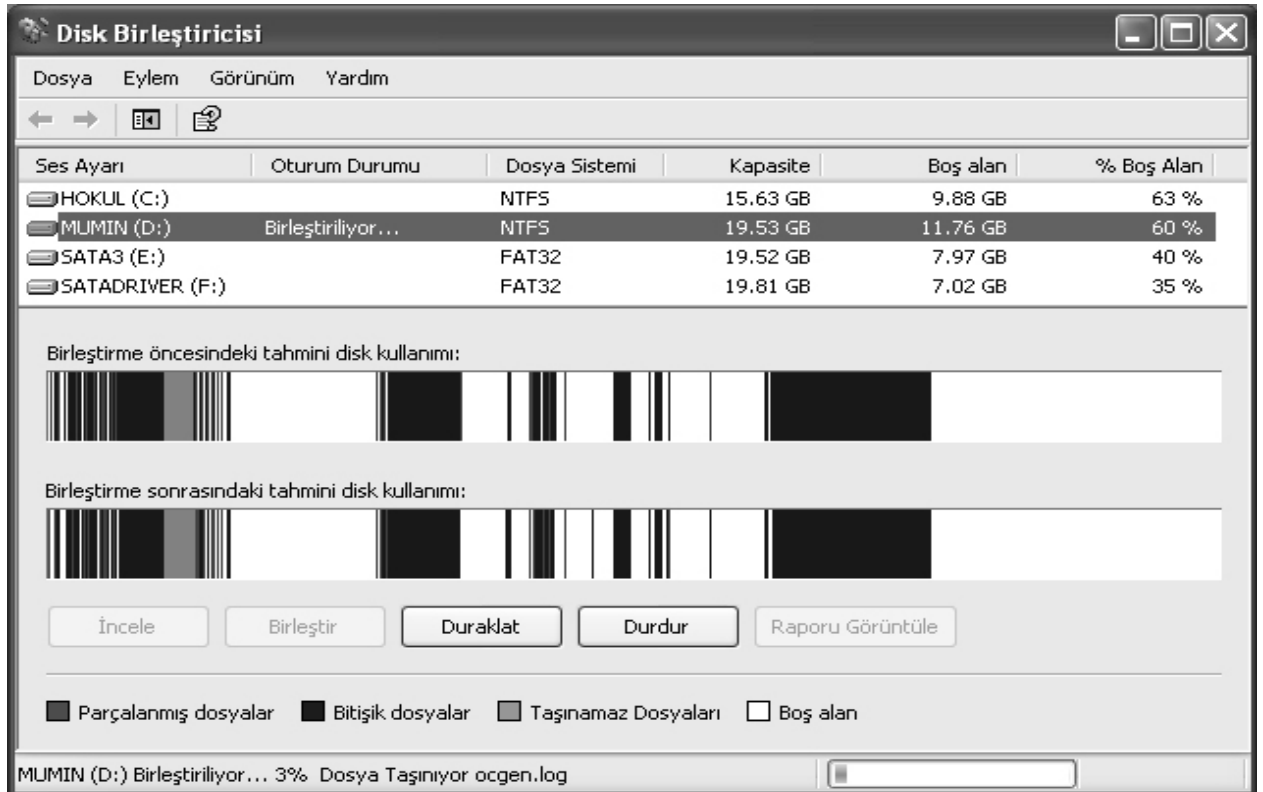 Disk Birleştiricisi
Dosya Eylem Görünüm Yardım
Ses Ayarı Oturum Durumu Dosya Sistemi Kapasite Boş alan % Boş Alan
HOKUL (C:) NTFS 15.63 GB 9.88 GB 63 %
MUMIN (D:) Birleştiriliyor... NTFS 19.53 GB 11.76 GB 60 %
SATA3 (E:) FAT32 19.52 GB 7.97 GB 40 %
SATADRIVER (F:) FAT32 19.81 GB 7.02 GB 35 %
Birleştirme öncesindeki tahmini disk kullanımı:
Birleştirme sonrasındaki tahmini disk kullanımı:
İncele Birleştir Duraklat Durdur Raporu Görüntüle
Parçalanmış dosyalar Bitişik dosyalar Taşınamaz Dosyaları Boş alan
MUMIN (D:) Birleştiriliyor... 3% Dosya Taşınıyor ocgen.log